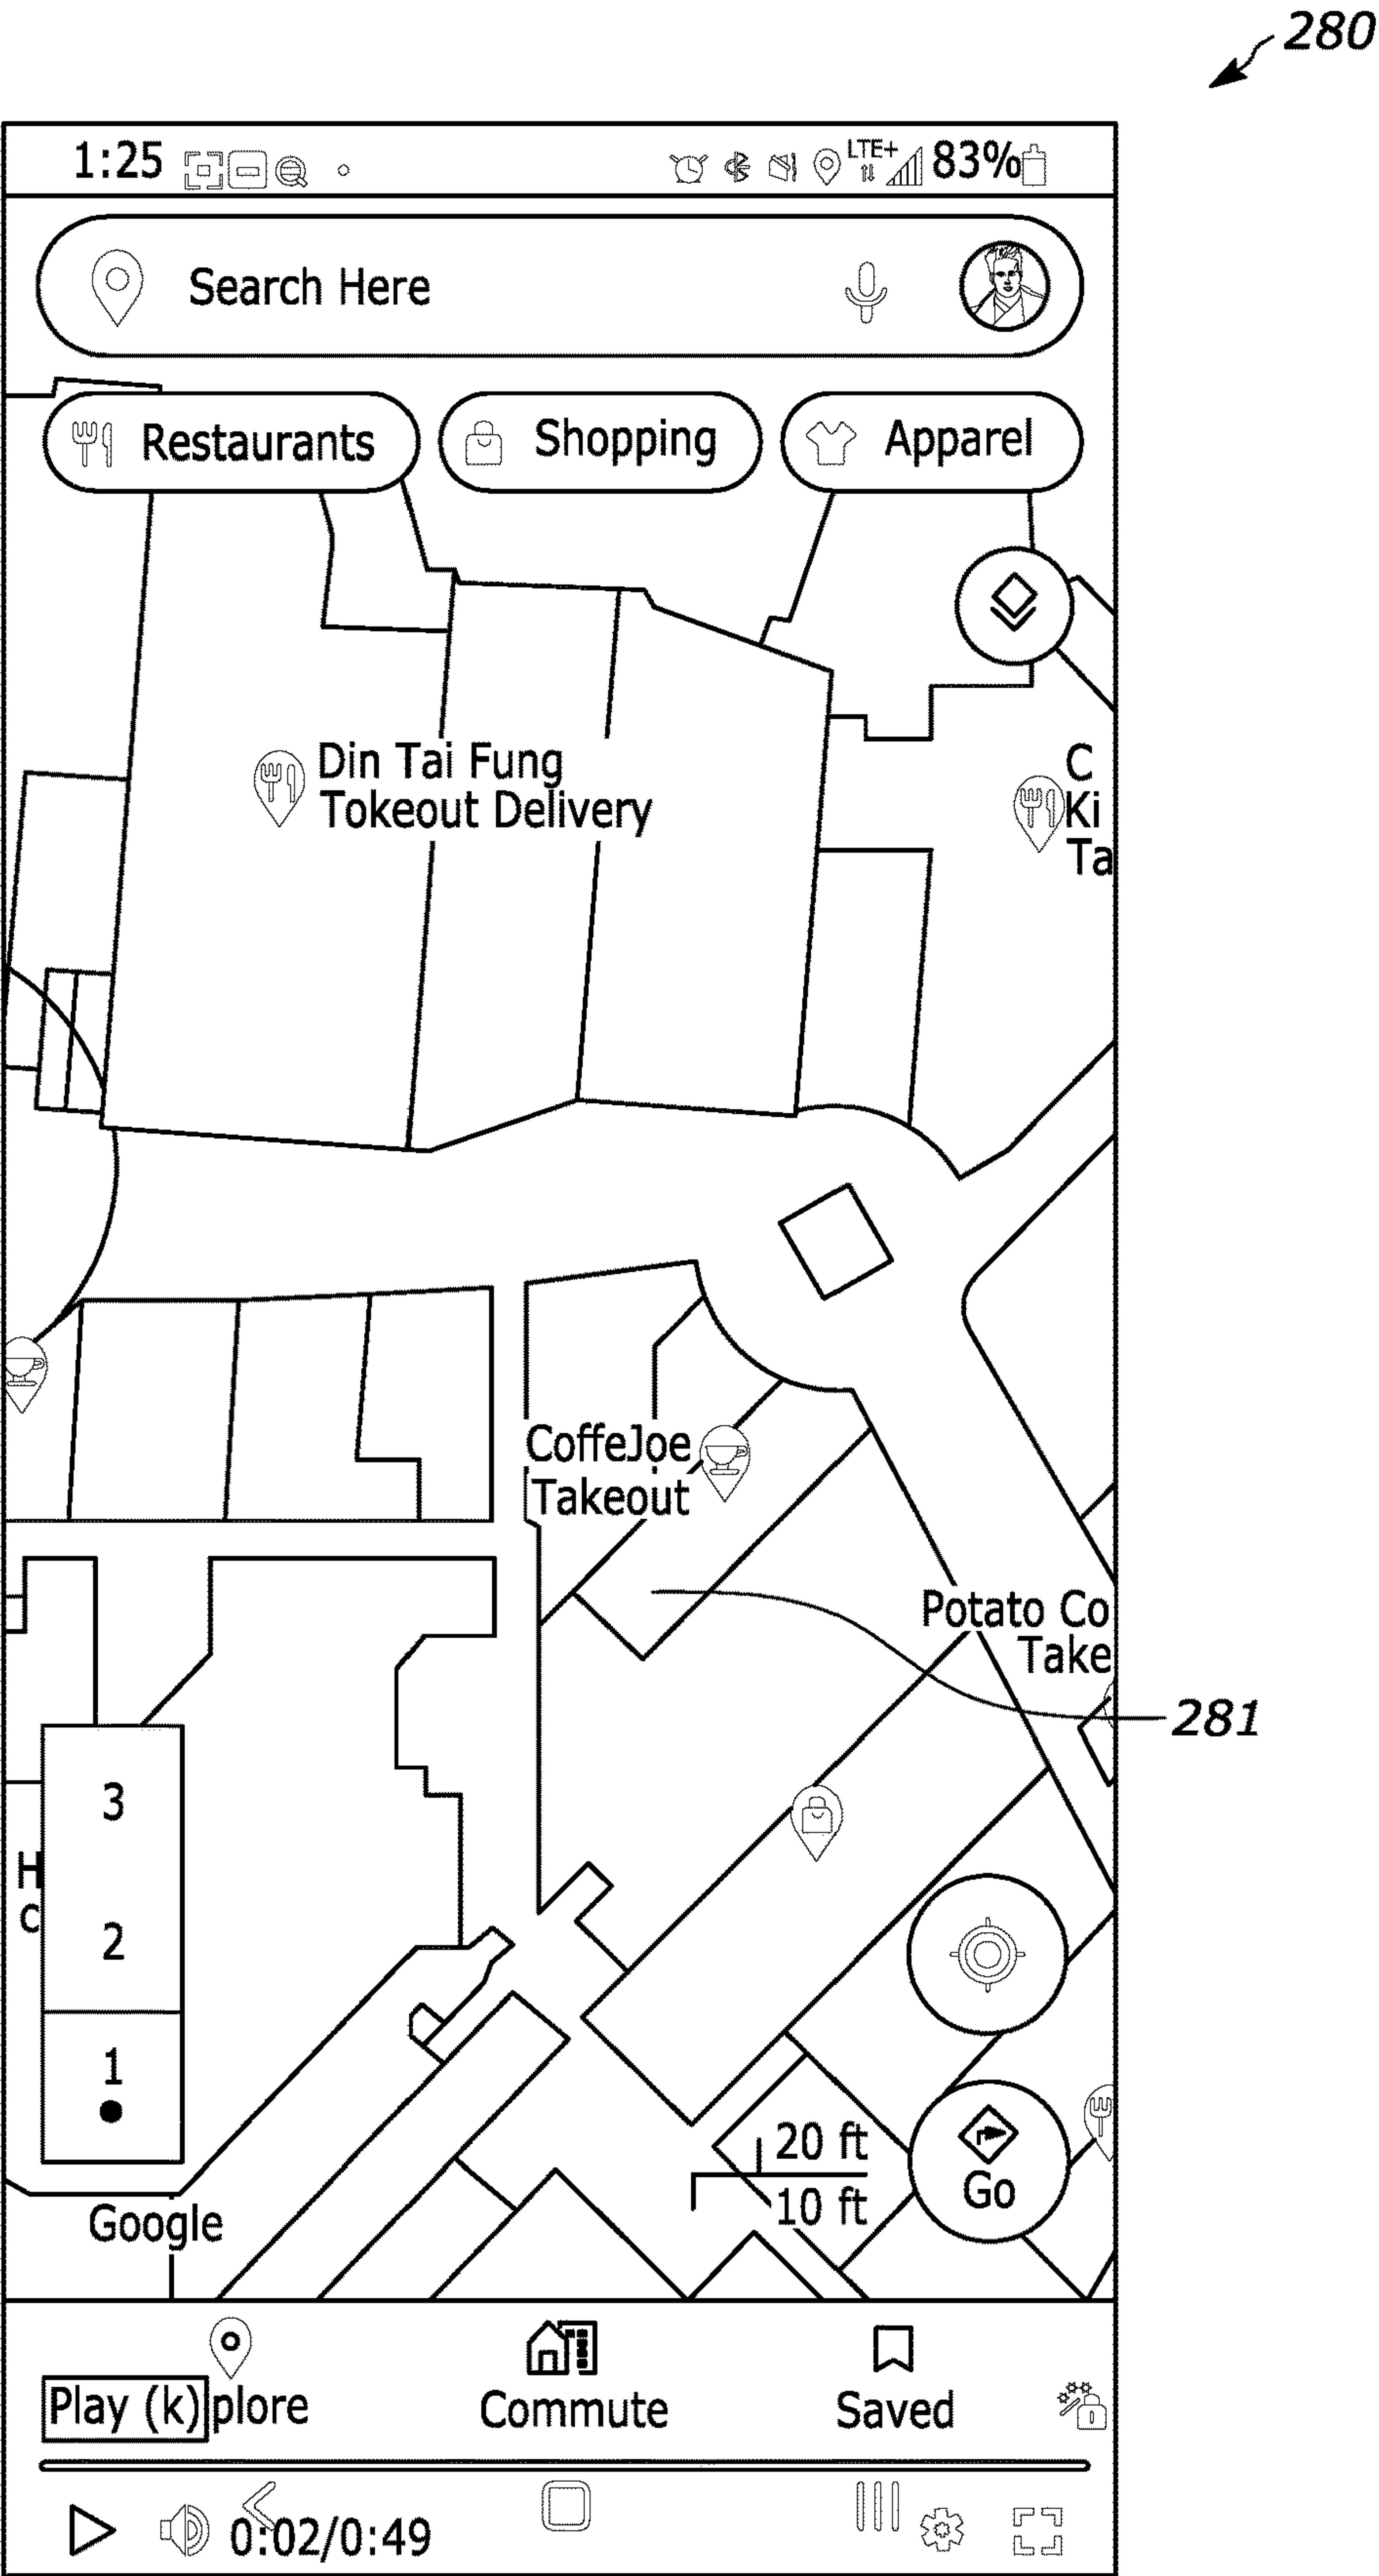 280
1:25
LTE+
83%
Search Here
Restaurants
Shopping
Apparel
Din Tai Fung
Tokeout Delivery
C
Ki
Ta
CoffeJoe
Takeout
Potato Co
Take
281
3
H
c
2
1
20 ft
10 ft
Go
Google
Play (k)plore
Commute
Saved
0:02/0:49